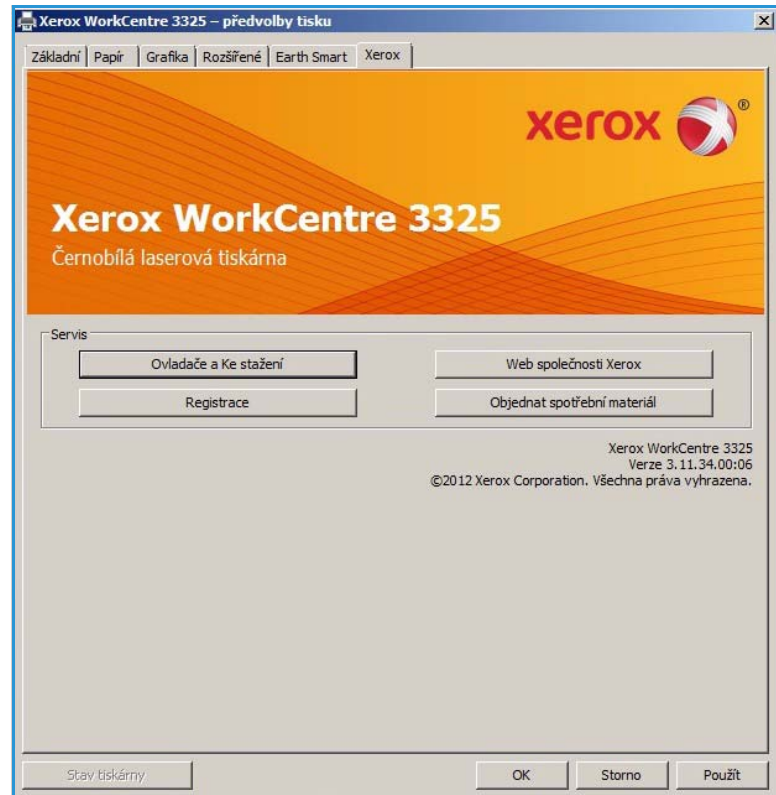 Xerox WorkCentre 3325 – předvolby tisku
Základní Papír Grafika Rozšířené Earth Smart Xerox
xerox ®
Xerox WorkCentre 3325
Černobílá laserová tiskárna
Servis
Ovladače a Ke stažení Web společnosti Xerox
Registrace Objednat spotřební materiál
Xerox WorkCentre 3325
Verze 3.11.34.00:06
©2012 Xerox Corporation. Všechna práva vyhrazena.
Stav tiskárny OK Storno Použít